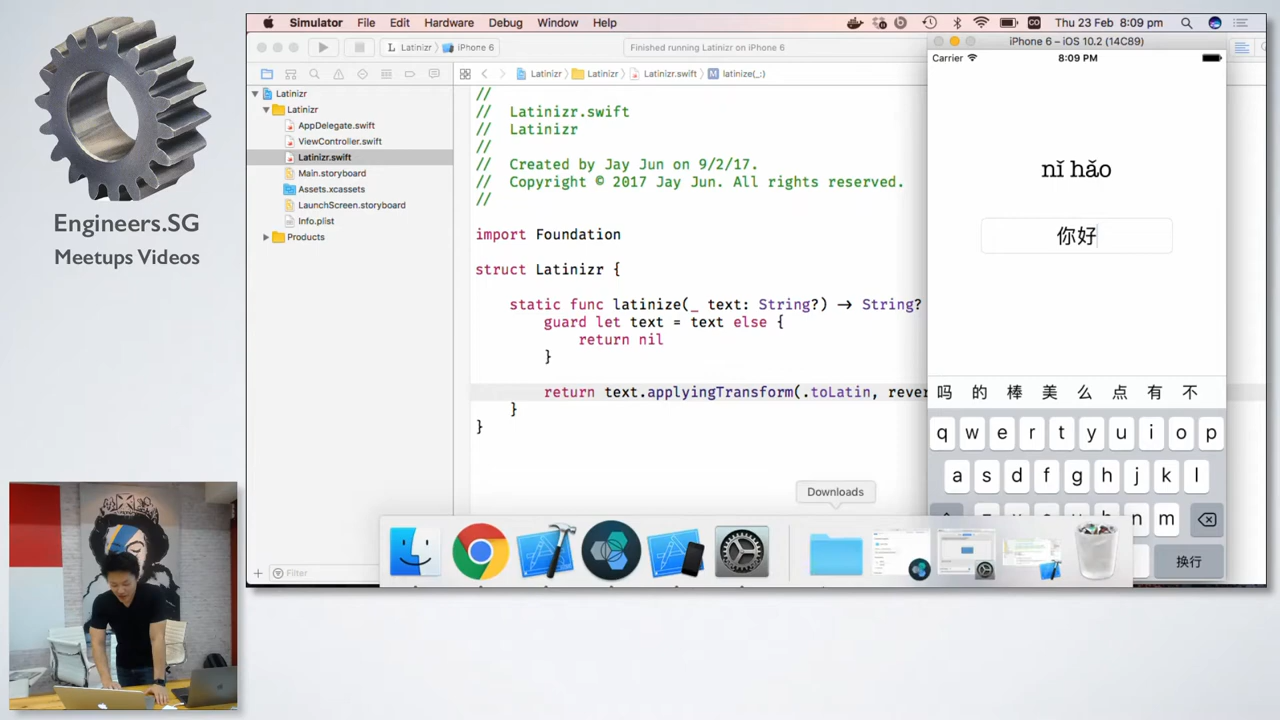 Engineers.SG
Meetups Videos
Simulator File Edit Hardware Debug Window Help
Thu 23 Feb 8:09 pm
Latinizr iPhone 6
Finished running Latinizr on iPhone 6
iPhone 6 – iOS 10.2 (14C89)
Latinizr Latinizr Latinizr.swift latinize(_:)
Latinizr
Latinizr
AppDelegate.swift
ViewController.swift
Latinizr.swift
Main.storyboard
Assets.xcassets
LaunchScreen.storyboard
Info.plist
Products
Filter
//
// Latinizr.swift
// Latinizr
//
// Created by Jay Jun on 9/2/17.
// Copyright © 2017 Jay Jun. All rights reserved.
//
import Foundation
struct Latinizr {
static func latinize(_ text: String?) → String?
guard let text = text else {
return nil
}
return text.applyingTransform(.toLatin, rever
}
}
Carrier 8:09 PM
nǐ hǎo
你好
吗 的 棒 美 么 点 有 不
q w e r t y u i o p
a s d f g h j k l
n m
换行
Downloads